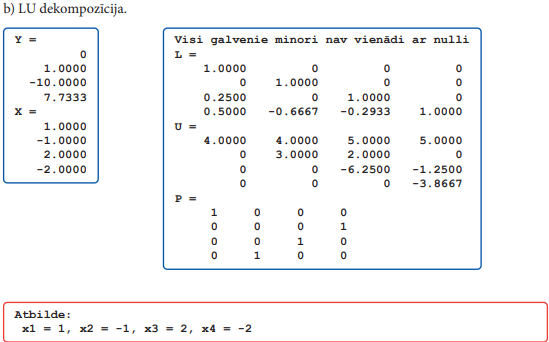 b) LU dekompozīcija.
Y =
0
1.0000
-10.0000
7.7333
X =
1.0000
-1.0000
2.0000
-2.0000
Visi galvenie minori nav vienādi ar nulli
L =
1.0000 0 0 0
0 1.0000 0 0
0.2500 0 1.0000 0
0.5000 -0.6667 -0.2933 1.0000
U =
4.0000 4.0000 5.0000 5.0000
0 3.0000 2.0000 0
0 0 -6.2500 -1.2500
0 0 0 -3.8667
P =
1 0 0 0
0 0 0 1
0 0 1 0
0 1 0 0
Atbilde:
x1 = 1, x2 = -1, x3 = 2, x4 = -2